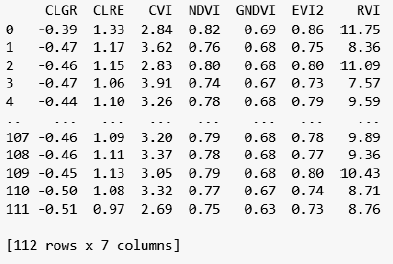 CLGR CLRE CVI NDVI GNDVI EVI2 RVI
0 -0.39 1.33 2.84 0.82 0.69 0.86 11.75
1 -0.47 1.17 3.62 0.76 0.68 0.75 8.36
2 -0.46 1.15 2.83 0.80 0.68 0.80 11.09
3 -0.47 1.06 3.91 0.74 0.67 0.73 7.57
4 -0.44 1.10 3.26 0.78 0.68 0.79 9.59
.. ... ... ... ... ... ... ...
107 -0.46 1.09 3.20 0.79 0.68 0.78 9.89
108 -0.46 1.11 3.37 0.78 0.68 0.77 9.36
109 -0.45 1.13 3.05 0.79 0.68 0.80 10.43
110 -0.50 1.08 3.32 0.77 0.67 0.74 8.71
111 -0.51 0.97 2.69 0.75 0.63 0.73 8.76
[112 rows x 7 columns]